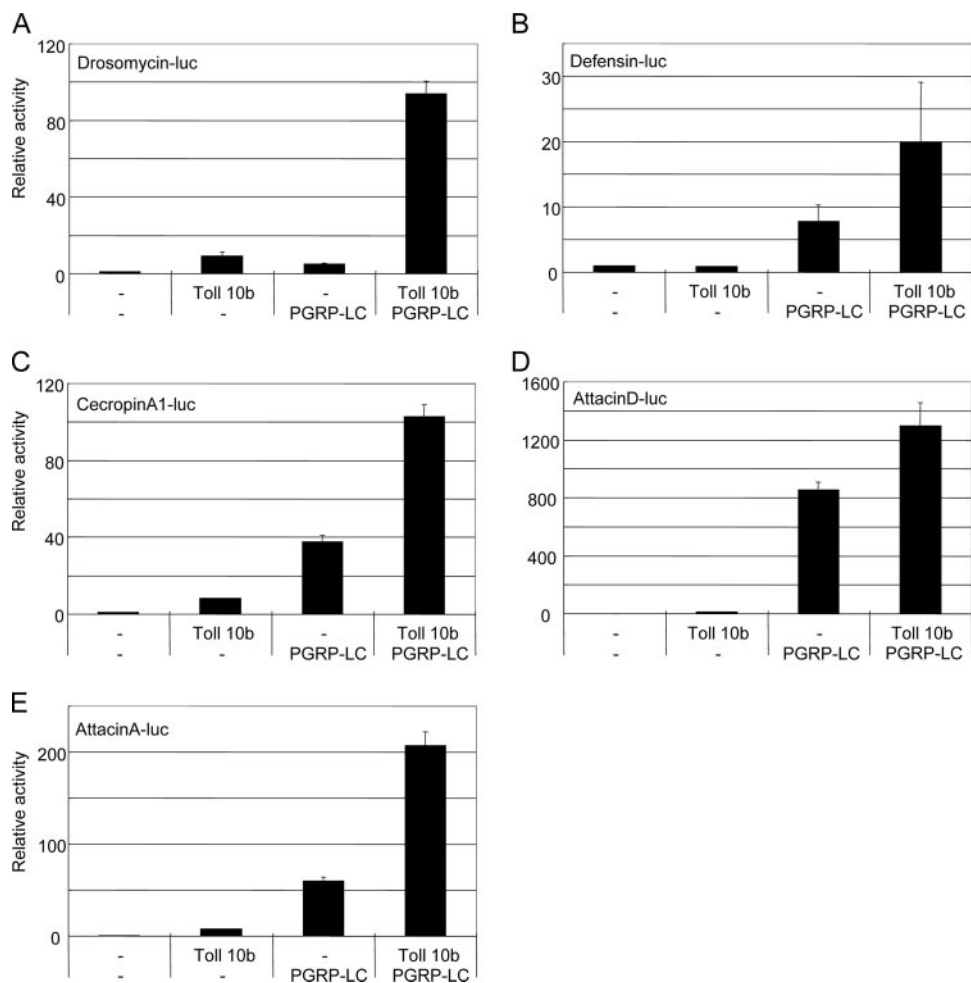 A
Drosomycin-luc
Relative activity
120
80
40
0
- Toll 10b - Toll 10b
- - PGRP-LC PGRP-LC
B
Defensin-luc
30
20
10
0
- Toll 10b - Toll 10b
- - PGRP-LC PGRP-LC
C
CecropinA1-luc
Relative activity
120
80
40
0
- Toll 10b - Toll 10b
- - PGRP-LC PGRP-LC
D
AttacinD-luc
1600
1200
800
400
0
- Toll 10b - Toll 10b
- - PGRP-LC PGRP-LC
E
AttacinA-luc
Relative activity
200
100
0
- Toll 10b - Toll 10b
- - PGRP-LC PGRP-LC